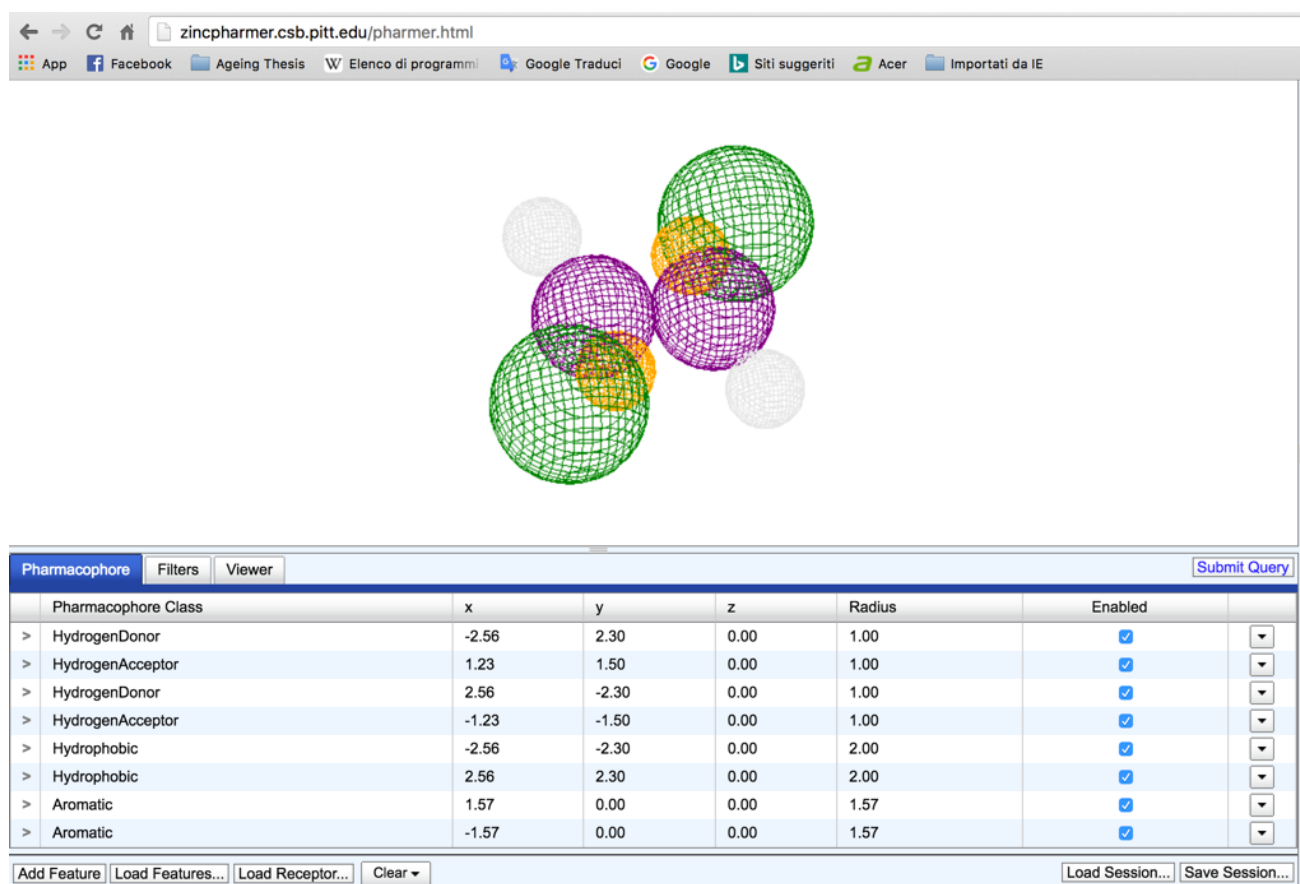 zincpharmer.csb.pitt.edu/pharmer.html
App Facebook Ageing Thesis W Elenco di programmi Google Traduci G Google Siti suggeriti Acer Importati da IE
Pharmacophore Filters Viewer Submit Query
Pharmacophore Class x y z Radius Enabled
> HydrogenDonor -2.56 2.30 0.00 1.00
> HydrogenAcceptor 1.23 1.50 0.00 1.00
> HydrogenDonor 2.56 -2.30 0.00 1.00
> HydrogenAcceptor -1.23 -1.50 0.00 1.00
> Hydrophobic -2.56 -2.30 0.00 2.00
> Hydrophobic 2.56 2.30 0.00 2.00
> Aromatic 1.57 0.00 0.00 1.57
> Aromatic -1.57 0.00 0.00 1.57
Add Feature Load Features... Load Receptor... Clear Load Session... Save Session...